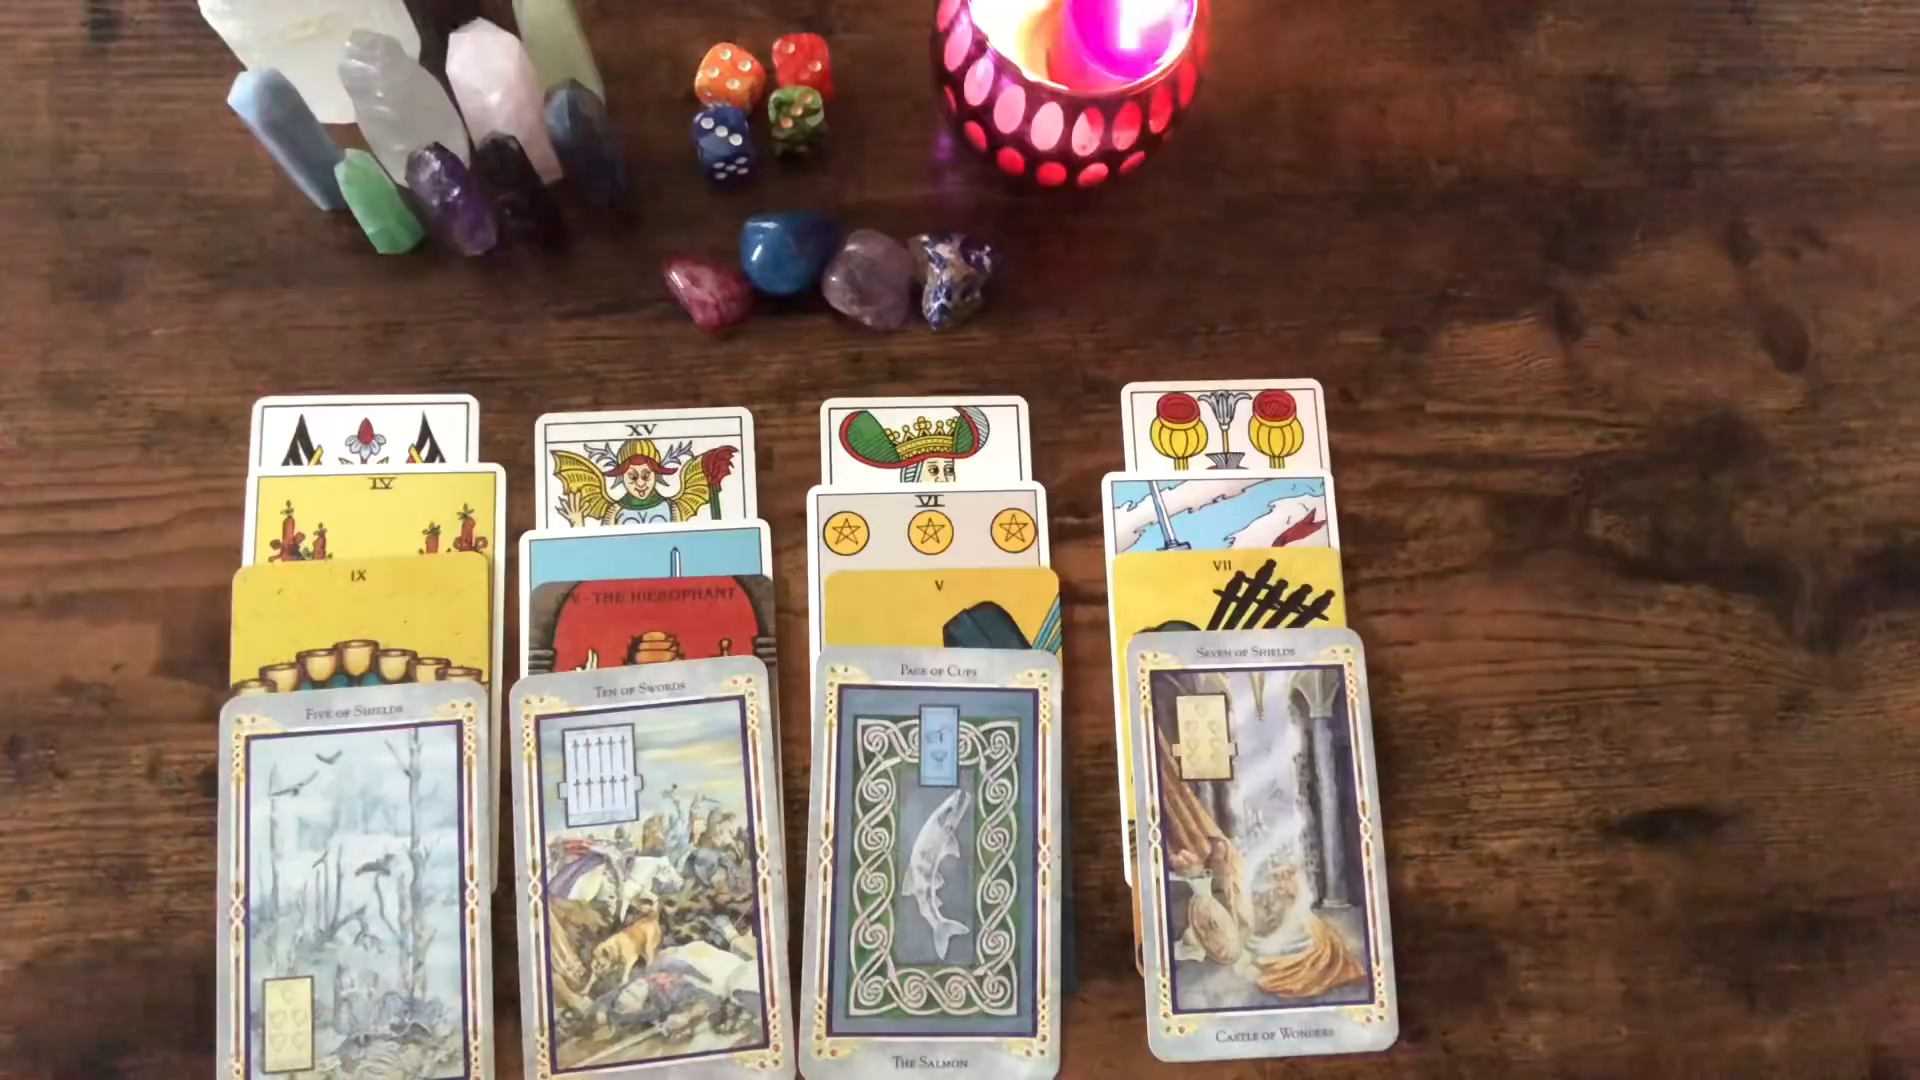 XV
IV
VI
IX
V - THE HIEROPHANT
V
VII
FIVE OF SHIELDS
TEN OF SWORDS
PAGE OF CUPS
SEVEN OF SHIELDS
THE SALMON
CASTLE OF WONDERS